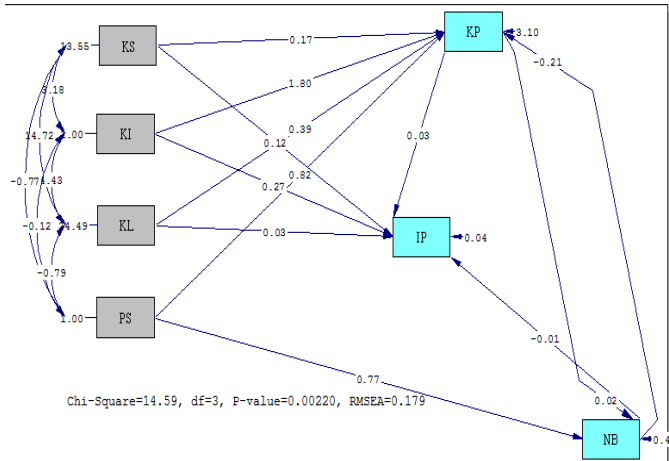 KP
3.10
13.55
KS
0.17
-0.21
3.18
1.80
14.72
1.00
KI
0.39
0.12
0.03
0.82
-0.77
1.43
0.27
-0.12
KL
0.03
IP
0.04
-0.79
1.00
PS
-0.01
0.77
Chi-Square=14.59, df=3, P-value=0.00220, RMSEA=0.179
0.02
NB